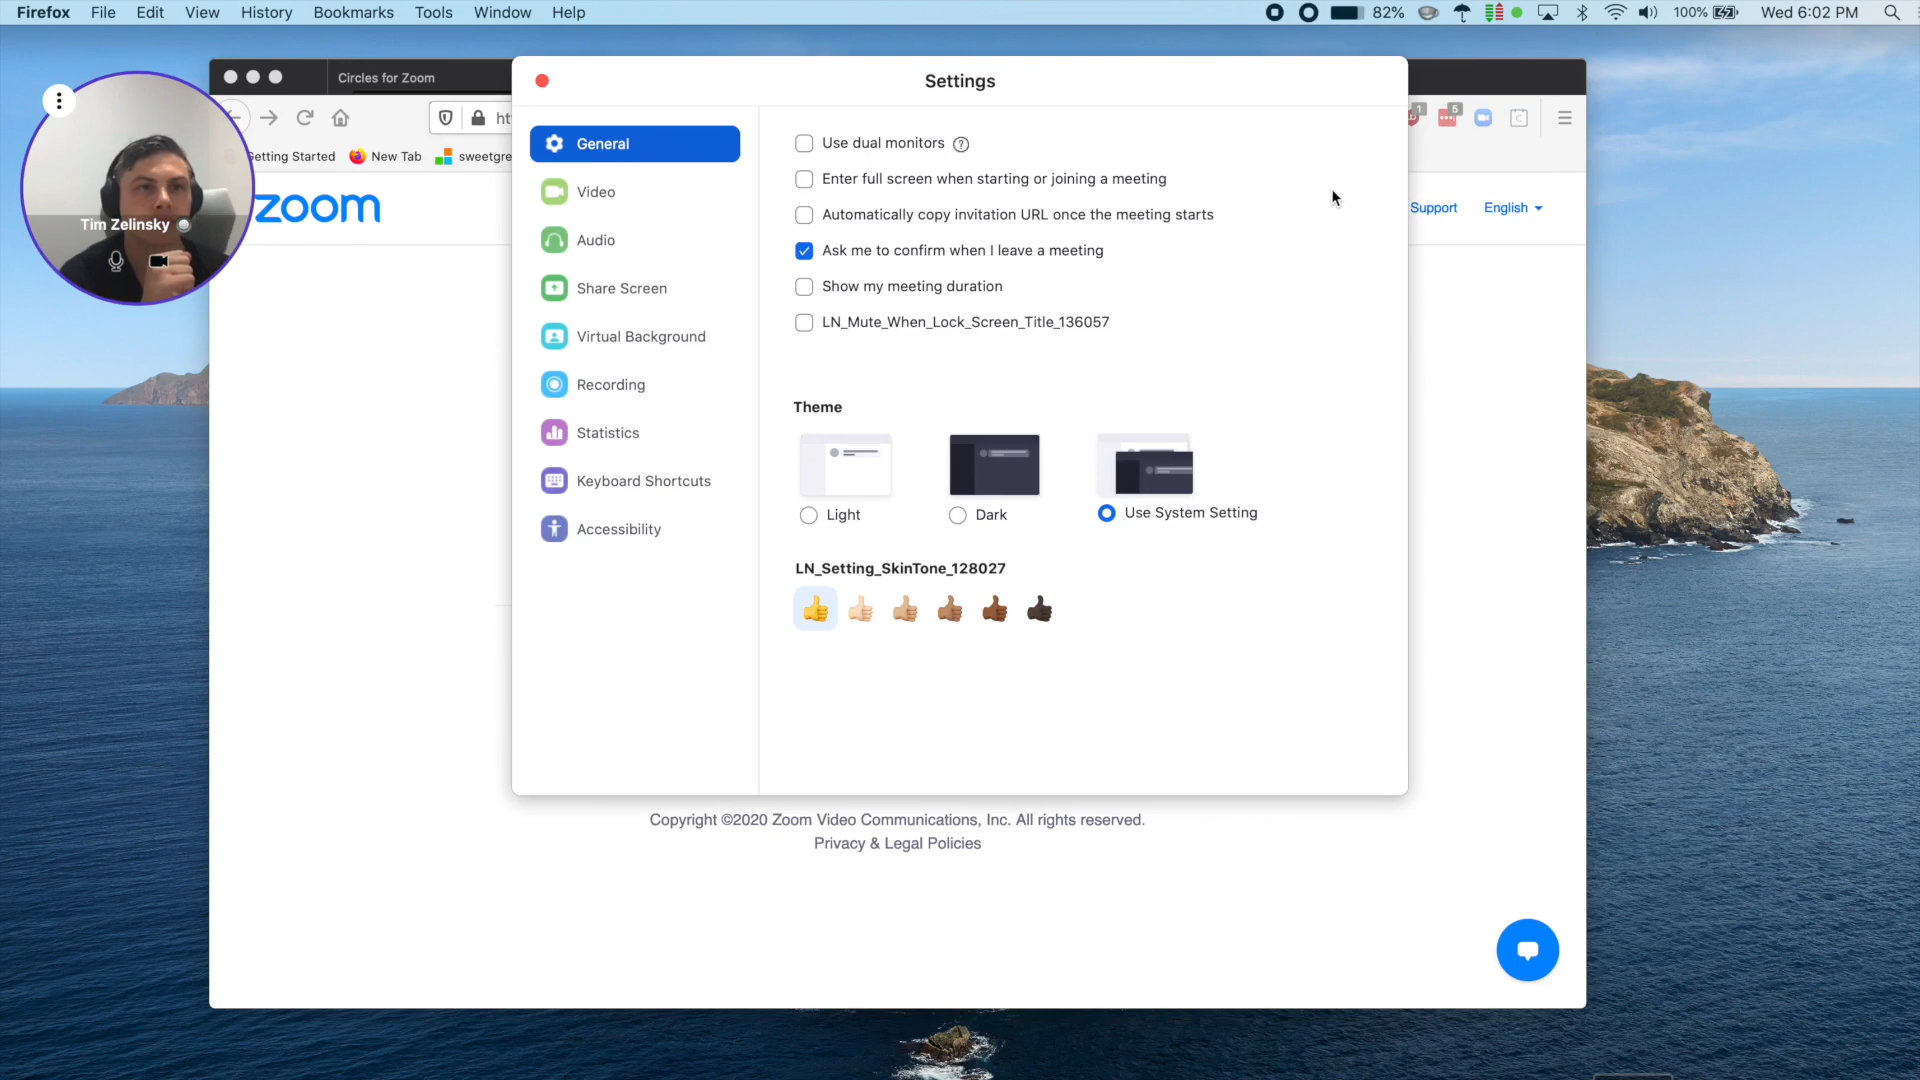 Firefox File Edit View History Bookmarks Tools Window Help
82% 100% Wed 6:02 PM
Circles for Zoom
Settings
ht
1 5
Getting Started New Tab sweetgre
zoom
Support English
Tim Zelinsky
General
Video
Audio
Share Screen
Virtual Background
Recording
Statistics
Keyboard Shortcuts
Accessibility
Use dual monitors ?
Enter full screen when starting or joining a meeting
Automatically copy invitation URL once the meeting starts
Ask me to confirm when I leave a meeting
Show my meeting duration
LN_Mute_When_Lock_Screen_Title_136057
Theme
Light Dark Use System Setting
LN_Setting_SkinTone_128027
Copyright ©2020 Zoom Video Communications, Inc. All rights reserved.
Privacy & Legal Policies